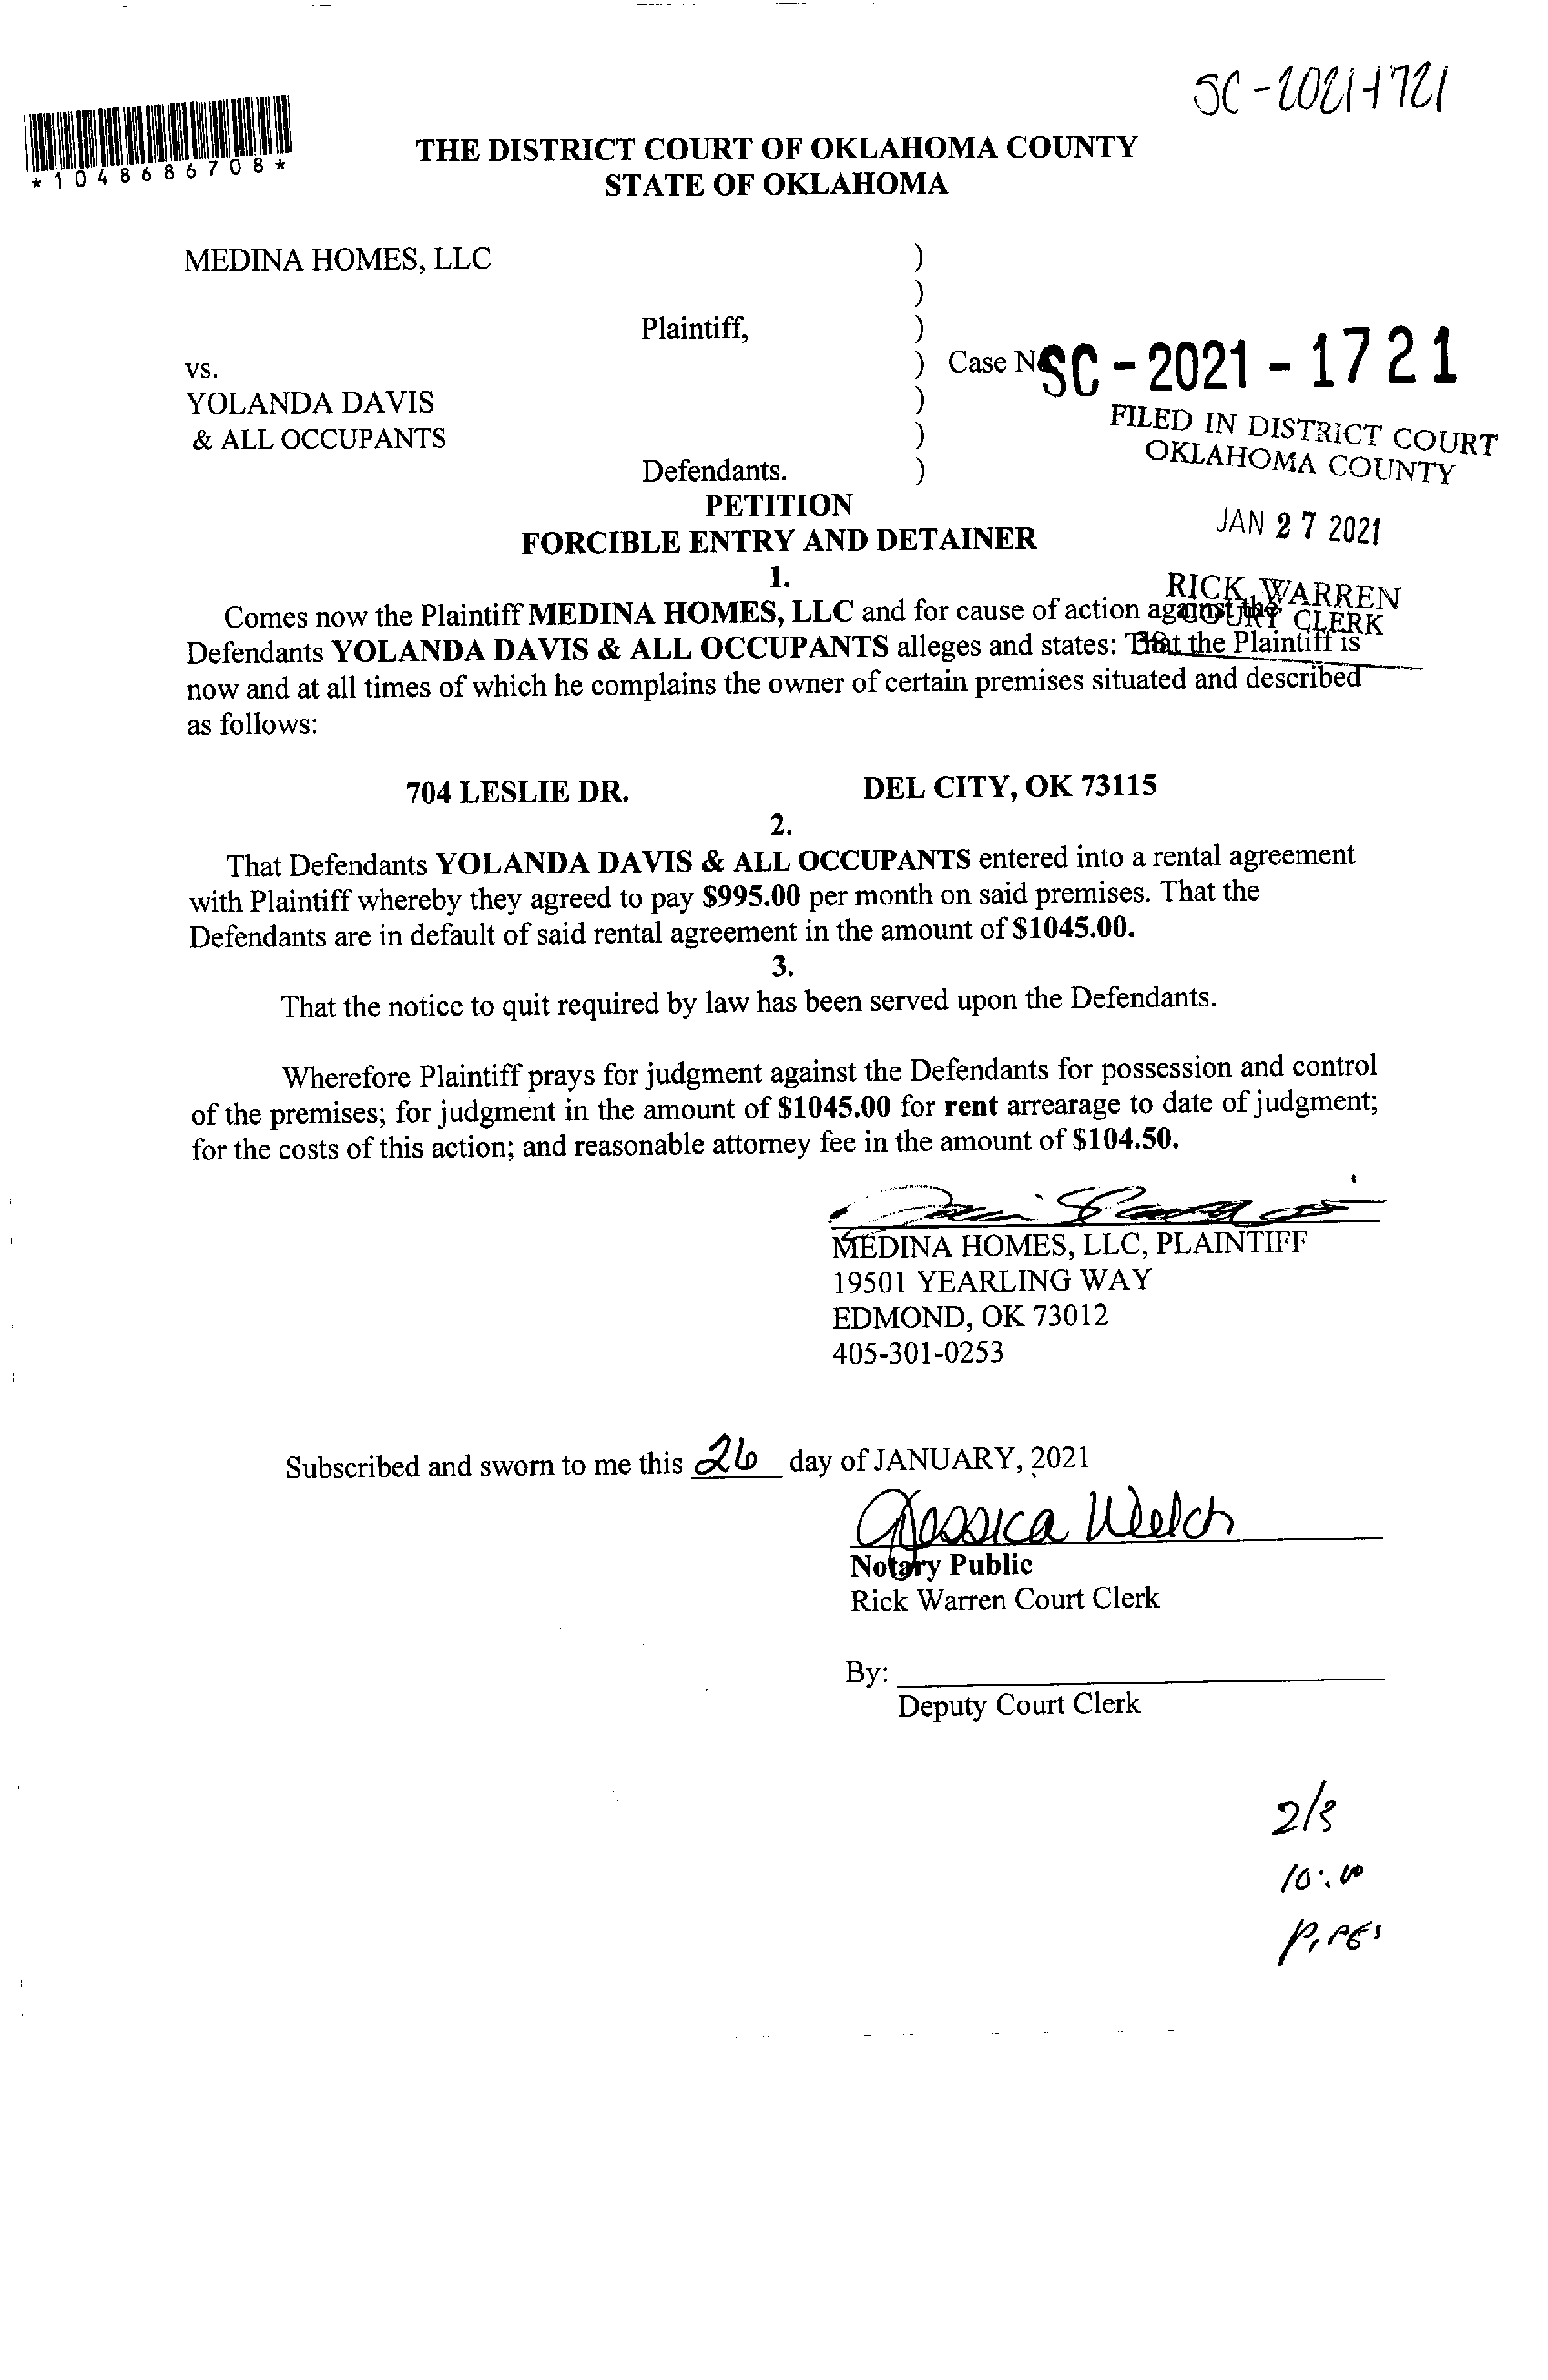 SC-2021-1721
*1048686708*
THE DISTRICT COURT OF OKLAHOMA COUNTY
STATE OF OKLAHOMA
MEDINA HOMES, LLC )
)
Plaintiff, )
vs. ) Case N SC - 2021 - 1721
YOLANDA DAVIS )
& ALL OCCUPANTS )
Defendants. )
FILED IN DISTRICT COURT
OKLAHOMA COUNTY
JAN 27 2021
RICK WARREN
COURT CLERK
PETITION
FORCIBLE ENTRY AND DETAINER
1.
Comes now the Plaintiff MEDINA HOMES, LLC and for cause of action against the
Defendants YOLANDA DAVIS & ALL OCCUPANTS alleges and states: That the Plaintiff is
now and at all times of which he complains the owner of certain premises situated and described
as follows:
704 LESLIE DR. DEL CITY, OK 73115
2.
That Defendants YOLANDA DAVIS & ALL OCCUPANTS entered into a rental agreement
with Plaintiff whereby they agreed to pay $995.00 per month on said premises. That the
Defendants are in default of said rental agreement in the amount of $1045.00.
3.
That the notice to quit required by law has been served upon the Defendants.
Wherefore Plaintiff prays for judgment against the Defendants for possession and control
of the premises; for judgment in the amount of $1045.00 for rent arrearage to date of judgment;
for the costs of this action; and reasonable attorney fee in the amount of $104.50.
MEDINA HOMES, LLC, PLAINTIFF
19501 YEARLING WAY
EDMOND, OK 73012
405-301-0253
Subscribed and sworn to me this 26 day of JANUARY, 2021
Jessica Welch
Notary Public
Rick Warren Court Clerk
By:
Deputy Court Clerk
10:00